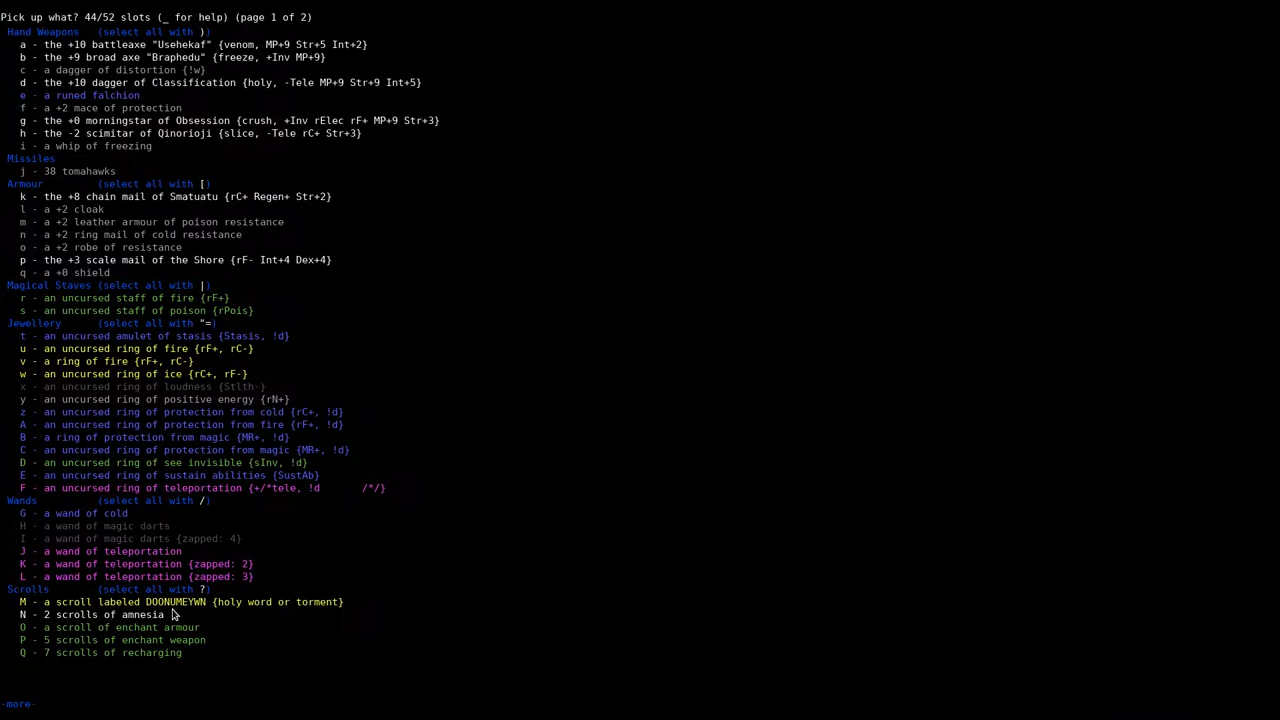 Pick up what? 44/52 slots (_ for help) (page 1 of 2)
Hand Weapons (select all with ))
a - the +10 battleaxe "Usehekaf" {venom, MP+9 Str+5 Int+2}
b - the +9 broad axe "Braphedu" {freeze, +Inv MP+9}
c - a dagger of distortion {!w}
d - the +10 dagger of Classification {holy, -Tele MP+9 Str+9 Int+5}
e - a runed falchion
f - a +2 mace of protection
g - the +0 morningstar of Obsession {crush, +Inv rElec rF+ MP+9 Str+3}
h - the -2 scimitar of Qinorioji {slice, -Tele rC+ Str+3}
i - a whip of freezing
Missiles
j - 38 tomahawks
Armour (select all with [)
k - the +8 chain mail of Smatuatu {rC+ Regen+ Str+2}
l - a +2 cloak
m - a +2 leather armour of poison resistance
n - a +2 ring mail of cold resistance
o - a +2 robe of resistance
p - the +3 scale mail of the Shore {rF- Int+4 Dex+4}
q - a +0 shield
Magical Staves (select all with |)
r - an uncursed staff of fire {rF+}
s - an uncursed staff of poison {rPois}
Jewellery (select all with "=)
t - an uncursed amulet of stasis {Stasis, !d}
u - an uncursed ring of fire {rF+, rC-}
v - a ring of fire {rF+, rC-}
w - an uncursed ring of ice {rC+, rF-}
x - an uncursed ring of loudness {Stlth-}
y - an uncursed ring of positive energy {rN+}
z - an uncursed ring of protection from cold {rC+, !d}
A - an uncursed ring of protection from fire {rF+, !d}
B - a ring of protection from magic {MR+, !d}
C - an uncursed ring of protection from magic {MR+, !d}
D - an uncursed ring of see invisible {sInv, !d}
E - an uncursed ring of sustain abilities {SustAb}
F - an uncursed ring of teleportation {+/*tele, !d /*/}
Wands (select all with /)
G - a wand of cold
H - a wand of magic darts
I - a wand of magic darts {zapped: 4}
J - a wand of teleportation
K - a wand of teleportation {zapped: 2}
L - a wand of teleportation {zapped: 3}
Scrolls (select all with ?)
M - a scroll labeled DOONUMEYWN {holy word or torment}
N - 2 scrolls of amnesia
O - a scroll of enchant armour
P - 5 scrolls of enchant weapon
Q - 7 scrolls of recharging
-more-